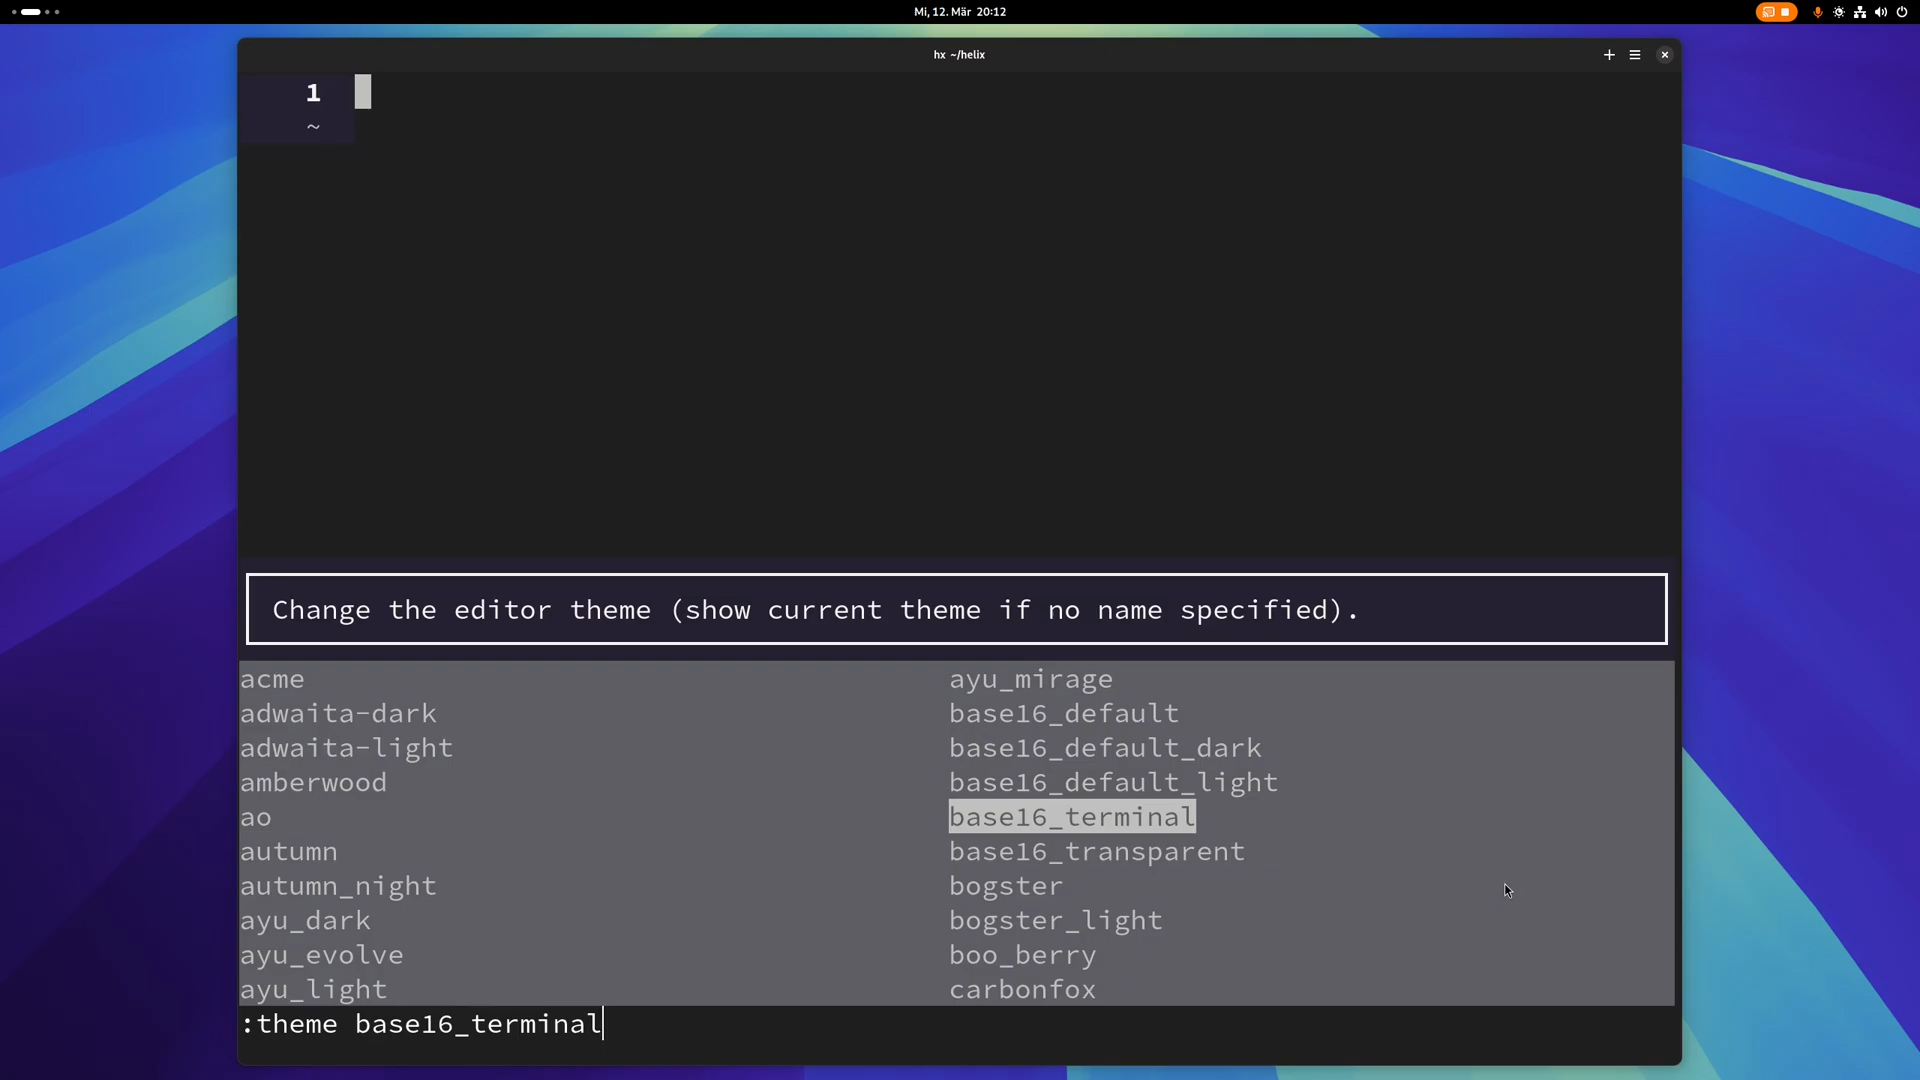 Mi, 12. Mär 20:12
hx ~/helix
1
~
Change the editor theme (show current theme if no name specified).
acme
adwaita-dark
adwaita-light
amberwood
ao
autumn
autumn_night
ayu_dark
ayu_evolve
ayu_light
ayu_mirage
base16_default
base16_default_dark
base16_default_light
base16_terminal
base16_transparent
bogster
bogster_light
boo_berry
carbonfox
:theme base16_terminal